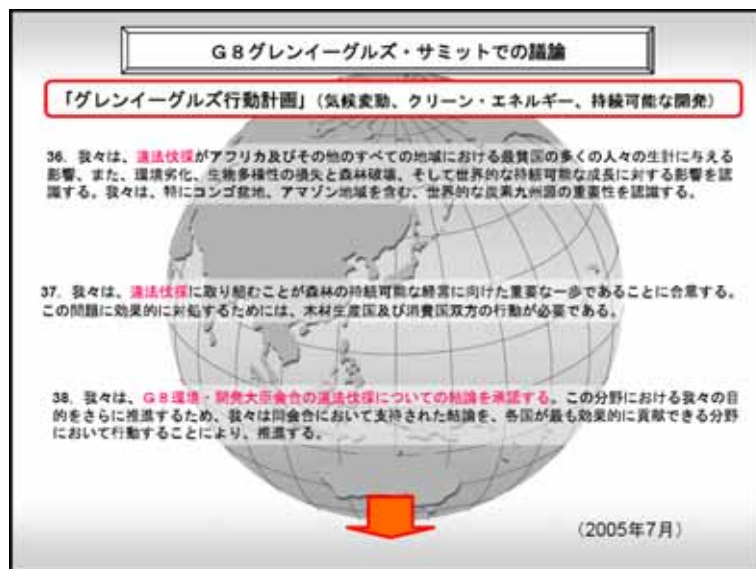 G8グレンイーグルズ・サミットでの議論
「グレンイーグルズ行動計画」（気候変動、クリーン・エネルギー、持続可能な開発）
36. 我々は、違法伐採がアフリカ及びその他のすべての地域における最貧国の多くの人々の生計に与える
影響、また、環境劣化、生物多様性の損失と森林破壊、そして世界的な持続可能な成長に対する影響を認
識する。我々は、特にコンゴ盆地、アマゾン地域を含む、世界的な炭素九州源の重要性を認識する。
37. 我々は、違法伐採に取り組むことが森林の持続可能な経営に向けた重要な一歩であることに合意する。
この問題に効果的に対処するためには、木材生産国及び消費国双方の行動が必要である。
38. 我々は、G8環境・開発大臣会合の違法伐採についての結論を承認する。この分野における我々の目
的をさらに推進するため、我々は同会合において支持された結論を、各国が最も効果的に貢献できる分野
において行動することにより、推進する。
（2005年7月）